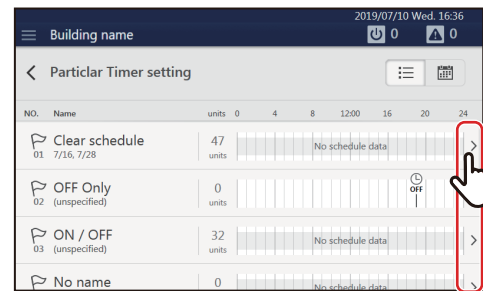 2019/07/10 Wed. 16:36
Building name
0
0
Particlar Timer setting
NO. Name units 0 4 8 12:00 16 20 24
Clear schedule
01 7/16, 7/28
47
units
No schedule data
OFF Only
02 (unspecified)
0
units
OFF
ON / OFF
03 (unspecified)
32
units
No schedule data
No name
0
No schedule data